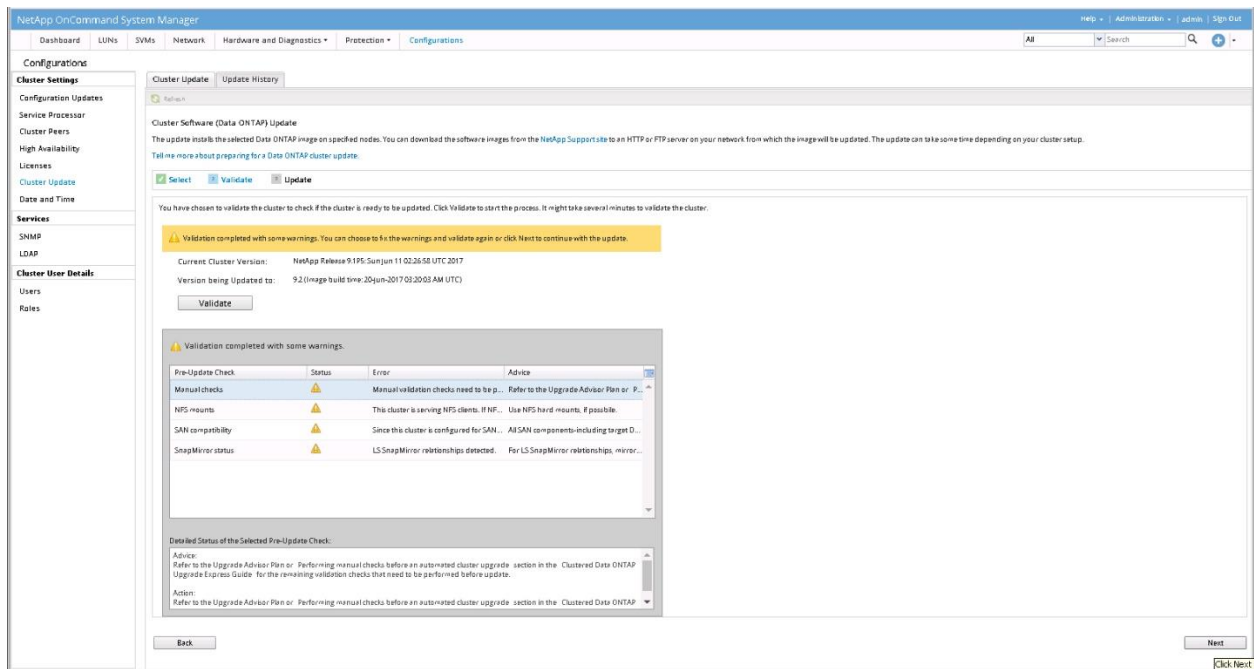 NetApp OnCommand System Manager
Help | Administration | admin | Sign Out
Dashboard LUNs SVMs Network Hardware and Diagnostics Protection Configurations
All Search
Configurations
Cluster Settings
Configuration Updates
Service Processor
Cluster Peers
High Availability
Licenses
Cluster Update
Date and Time
Services
SNMP
LDAP
Cluster User Details
Users
Roles
Cluster Update Update History
Refresh
Cluster Software (Data ONTAP) Update
The update installs the selected Data ONTAP image on specified nodes. You can download the software images from the NetApp Support site to an HTTP or FTP server on your network from which the image will be updated. The update can take some time depending on your cluster setup.
Tell me more about preparing for a Data ONTAP cluster update.
Select 2 Validate 3 Update
You have chosen to validate the cluster to check if the cluster is ready to be updated. Click Validate to start the process. It might take several minutes to validate the cluster.
Validation completed with some warnings. You can choose to fix the warnings and validate again or click Next to continue with the update.
Current Cluster Version: NetApp Release 9.1P5: Sun Jun 11 02:26:58 UTC 2017
Version being Updated to: 9.2 (Image build time: 20-Jun-2017 03:20:03 AM UTC)
Validate
Validation completed with some warnings.
Pre-Update Check Status Error Advice
Manual checks Manual validation checks need to be p... Refer to the Upgrade Advisor Plan or P...
NFS mounts This cluster is serving NFS clients. If NF... Use NFS hard mounts, if possible.
SAN compatibility Since this cluster is configured for SAN... All SAN components-including target D...
SnapMirror status LS SnapMirror relationships detected. For LS SnapMirror relationships, mirror...
Detailed Status of the Selected Pre-Update Check:
Advice:
Refer to the Upgrade Advisor Plan or Performing manual checks before an automated cluster upgrade section in the Clustered Data ONTAP
Upgrade Express Guide for the remaining validation checks that need to be performed before update.
Action:
Refer to the Upgrade Advisor Plan or Performing manual checks before an automated cluster upgrade section in the Clustered Data ONTAP
Back Next
Click Next